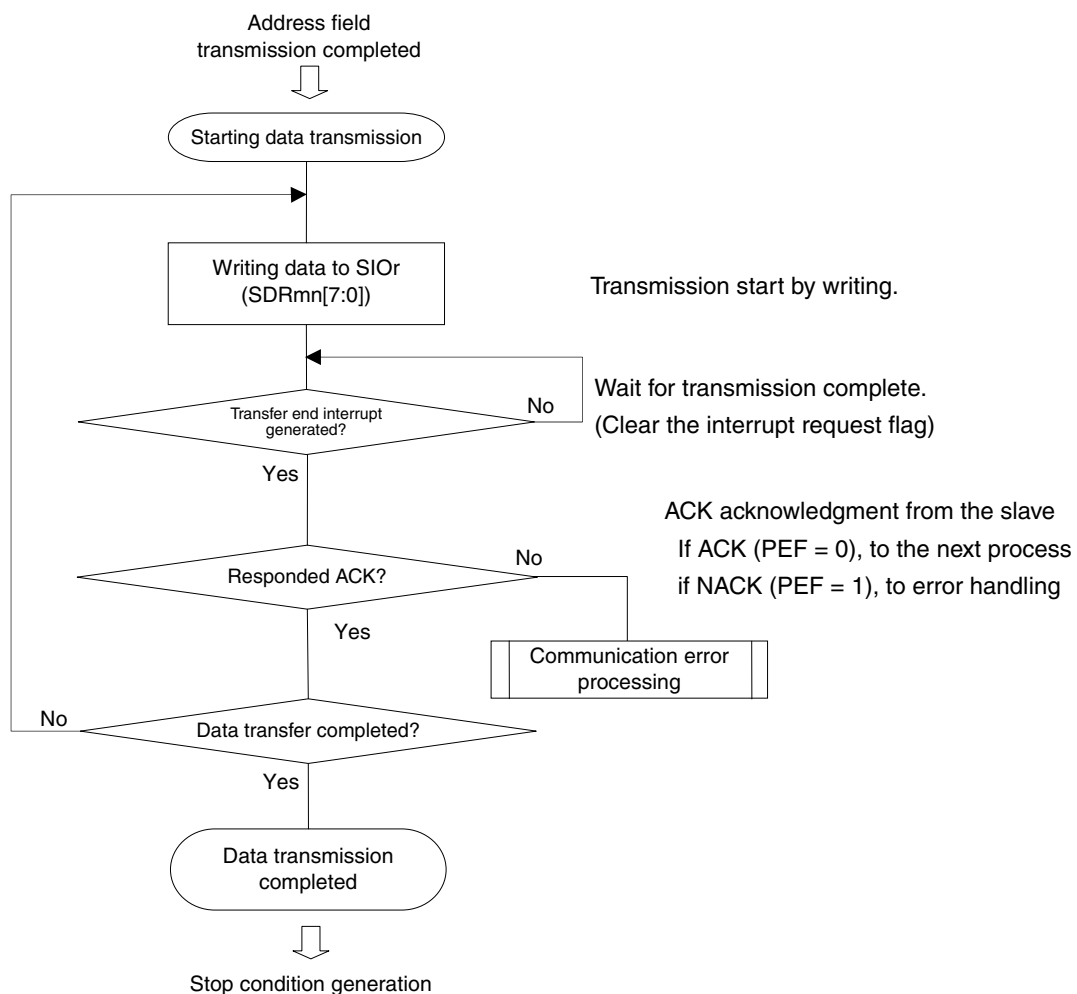 Address field
transmission completed
Starting data transmission
Writing data to SIOr
(SDRmn[7:0])
Transmission start by writing.
Transfer end interrupt
generated?
No
Wait for transmission complete.
(Clear the interrupt request flag)
Yes
Responded ACK?
No
ACK acknowledgment from the slave
If ACK (PEF = 0), to the next process
if NACK (PEF = 1), to error handling
Yes
Communication error
processing
Data transfer completed?
No
Yes
Data transmission
completed
Stop condition generation